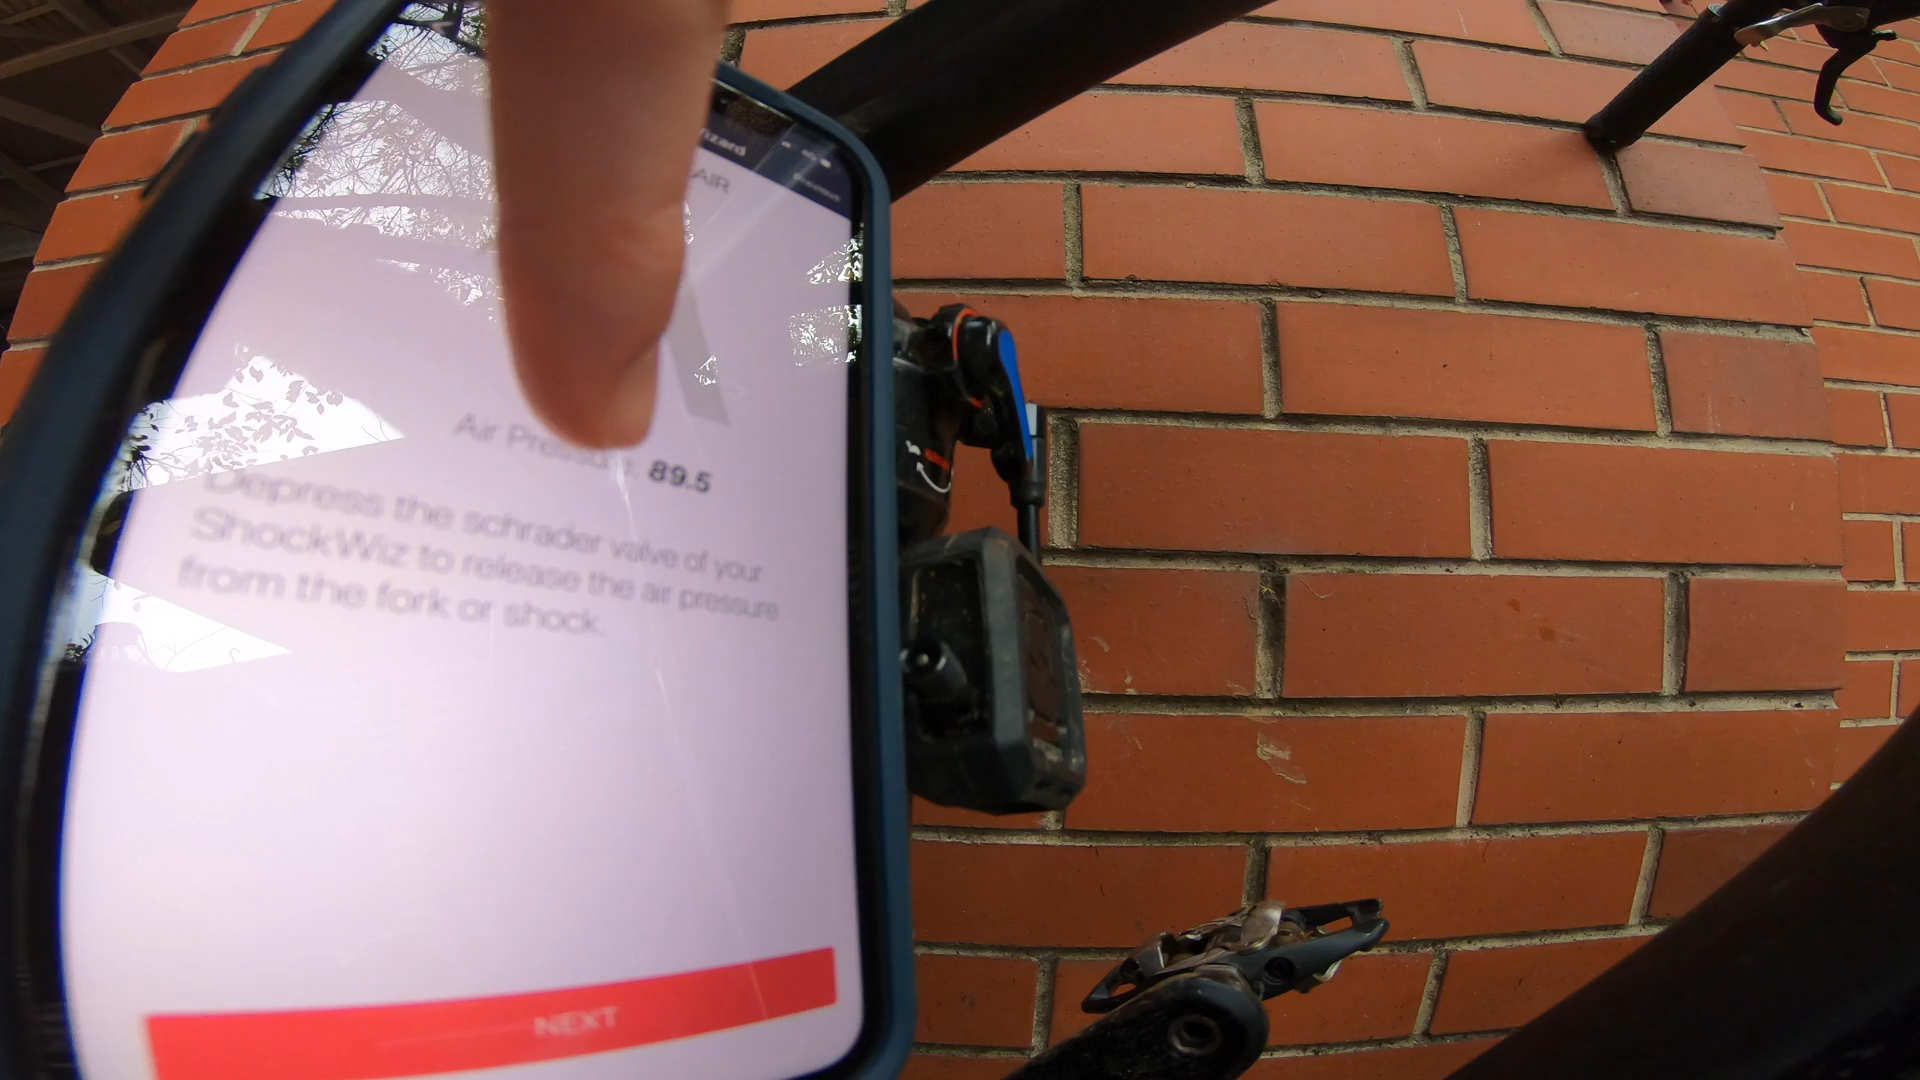 AIR
Air 89.5
Depress the schrader valve of your
ShockWiz to release the air pressure
from the fork or shock.
NEXT